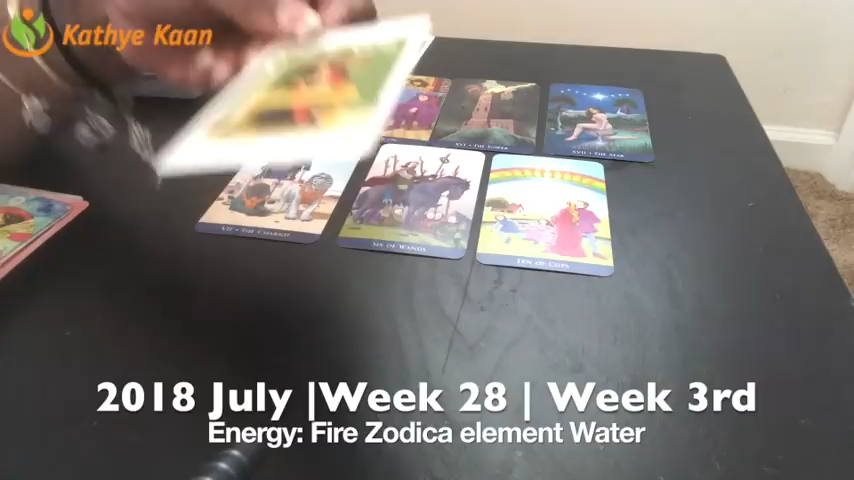 Kathye Kaan
XVI • THE TOWER
XVII • THE STAR
VII • THE CHARIOT
SIX OF WANDS
TEN OF CUPS
2018 July |Week 28 | Week 3rd
Energy: Fire Zodica element Water